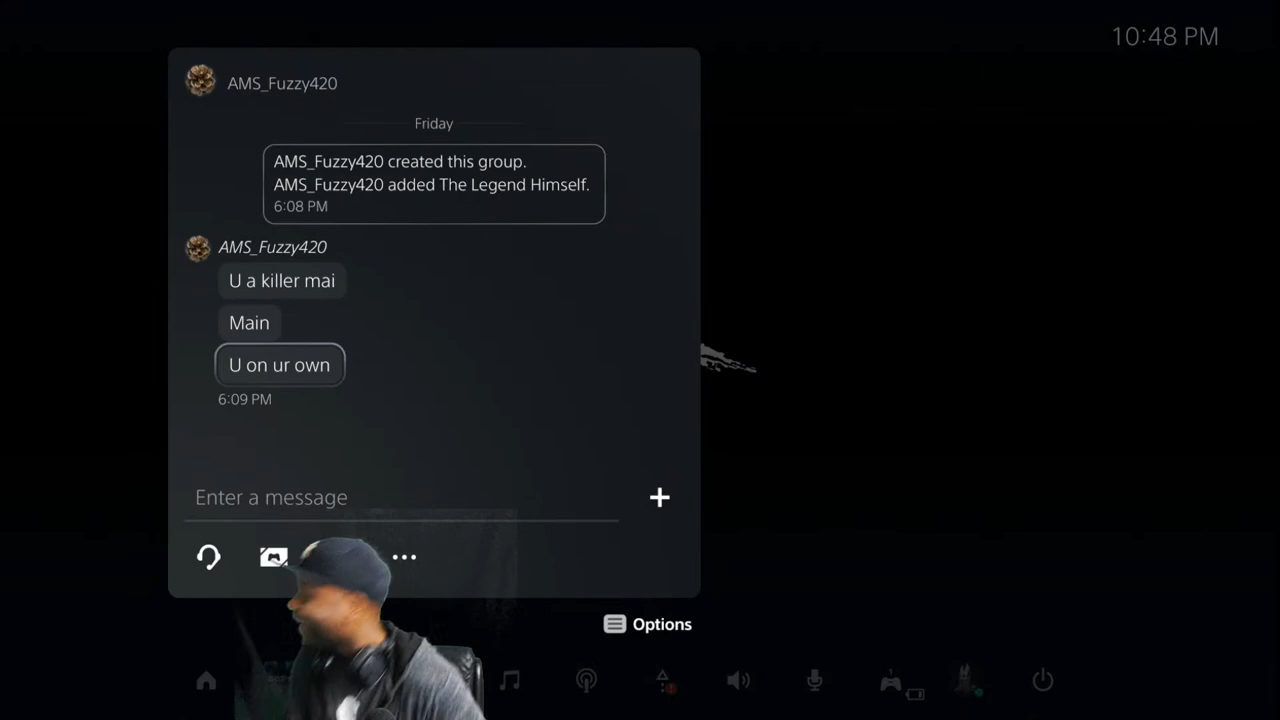 10:48 PM
AMS_Fuzzy420
Friday
AMS_Fuzzy420 created this group.
AMS_Fuzzy420 added The Legend Himself.
6:08 PM
AMS_Fuzzy420
U a killer mai
Main
U on ur own
6:09 PM
Enter a message
Options